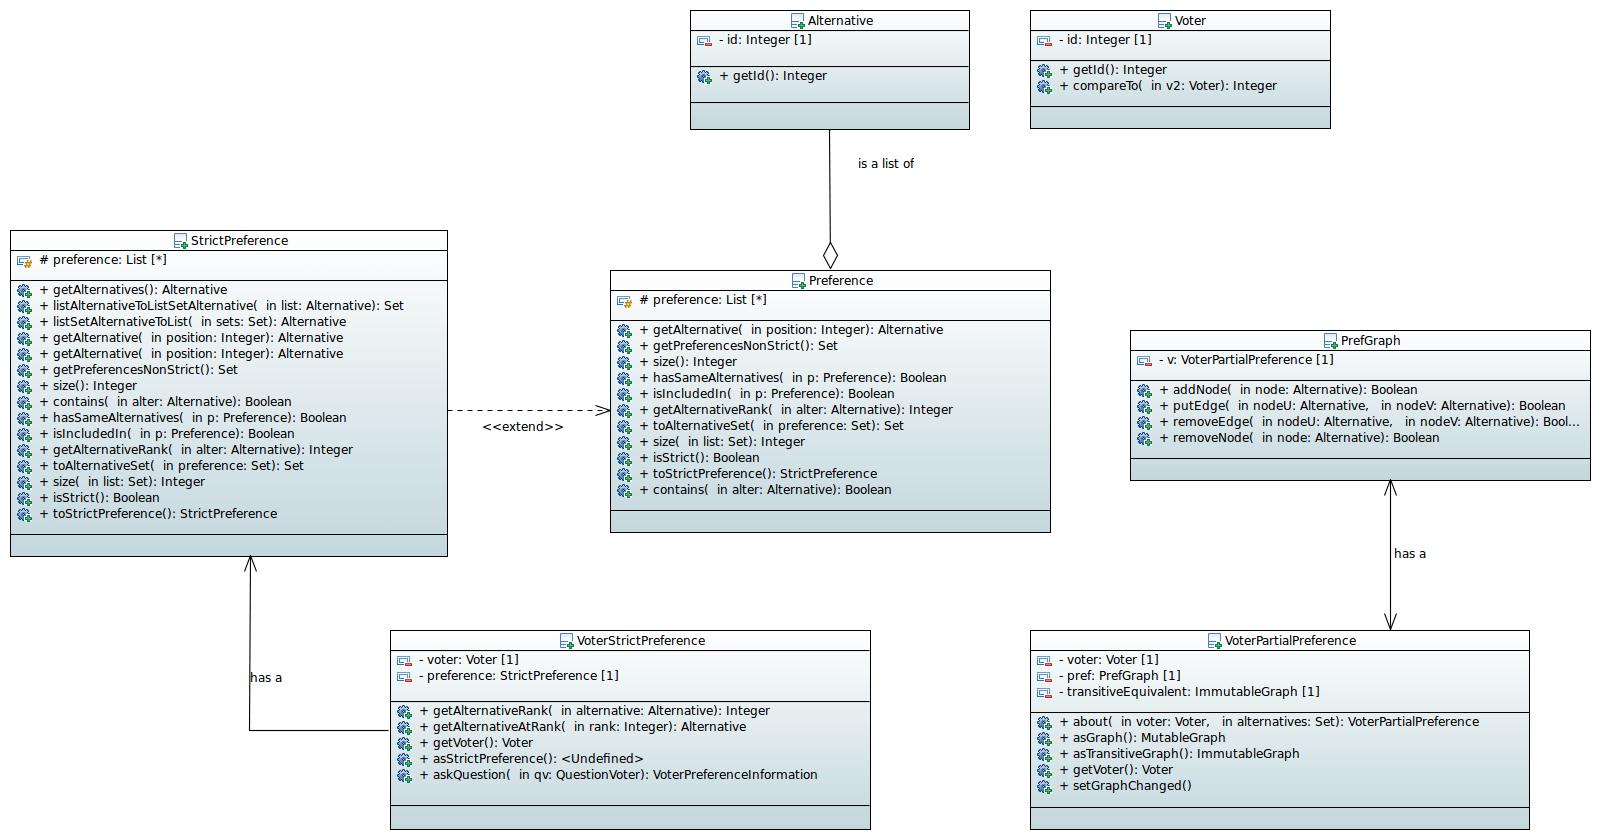 Alternative
- id: Integer [1]
+ getId(): Integer
Voter
- id: Integer [1]
+ getId(): Integer
+ compareTo(  in v2: Voter): Integer
is a list of
StrictPreference
# preference: List [*]
+ getAlternatives(): Alternative
+ listAlternativeToListSetAlternative(  in list: Alternative): Set
+ listSetAlternativeToList(  in sets: Set): Alternative
+ getAlternative(  in position: Integer): Alternative
+ getAlternative(  in position: Integer): Alternative
+ getPreferencesNonStrict(): Set
+ size(): Integer
+ contains(  in alter: Alternative): Boolean
+ hasSameAlternatives(  in p: Preference): Boolean
+ isIncludedIn(  in p: Preference): Boolean
+ getAlternativeRank(  in alter: Alternative): Integer
+ toAlternativeSet(  in preference: Set): Set
+ size(  in list: Set): Integer
+ isStrict(): Boolean
+ toStrictPreference(): StrictPreference
<<extend>>
Preference
# preference: List [*]
+ getAlternative(  in position: Integer): Alternative
+ getPreferencesNonStrict(): Set
+ size(): Integer
+ hasSameAlternatives(  in p: Preference): Boolean
+ isIncludedIn(  in p: Preference): Boolean
+ getAlternativeRank(  in alter: Alternative): Integer
+ toAlternativeSet(  in preference: Set): Set
+ size(  in list: Set): Integer
+ isStrict(): Boolean
+ toStrictPreference(): StrictPreference
+ contains(  in alter: Alternative): Boolean
PrefGraph
- v: VoterPartialPreference [1]
+ addNode(  in node: Alternative): Boolean
+ putEdge(  in nodeU: Alternative,   in nodeV: Alternative): Boolean
+ removeEdge(  in nodeU: Alternative,   in nodeV: Alternative): Bool...
+ removeNode(  in node: Alternative): Boolean
has a
has a
VoterStrictPreference
- voter: Voter [1]
- preference: StrictPreference [1]
+ getAlternativeRank(  in alternative: Alternative): Integer
+ getAlternativeAtRank(  in rank: Integer): Alternative
+ getVoter(): Voter
+ asStrictPreference(): <Undefined>
+ askQuestion(  in qv: QuestionVoter): VoterPreferenceInformation
VoterPartialPreference
- voter: Voter [1]
- pref: PrefGraph [1]
- transitiveEquivalent: ImmutableGraph [1]
+ about(  in voter: Voter,   in alternatives: Set): VoterPartialPreference
+ asGraph(): MutableGraph
+ asTransitiveGraph(): ImmutableGraph
+ getVoter(): Voter
+ setGraphChanged()